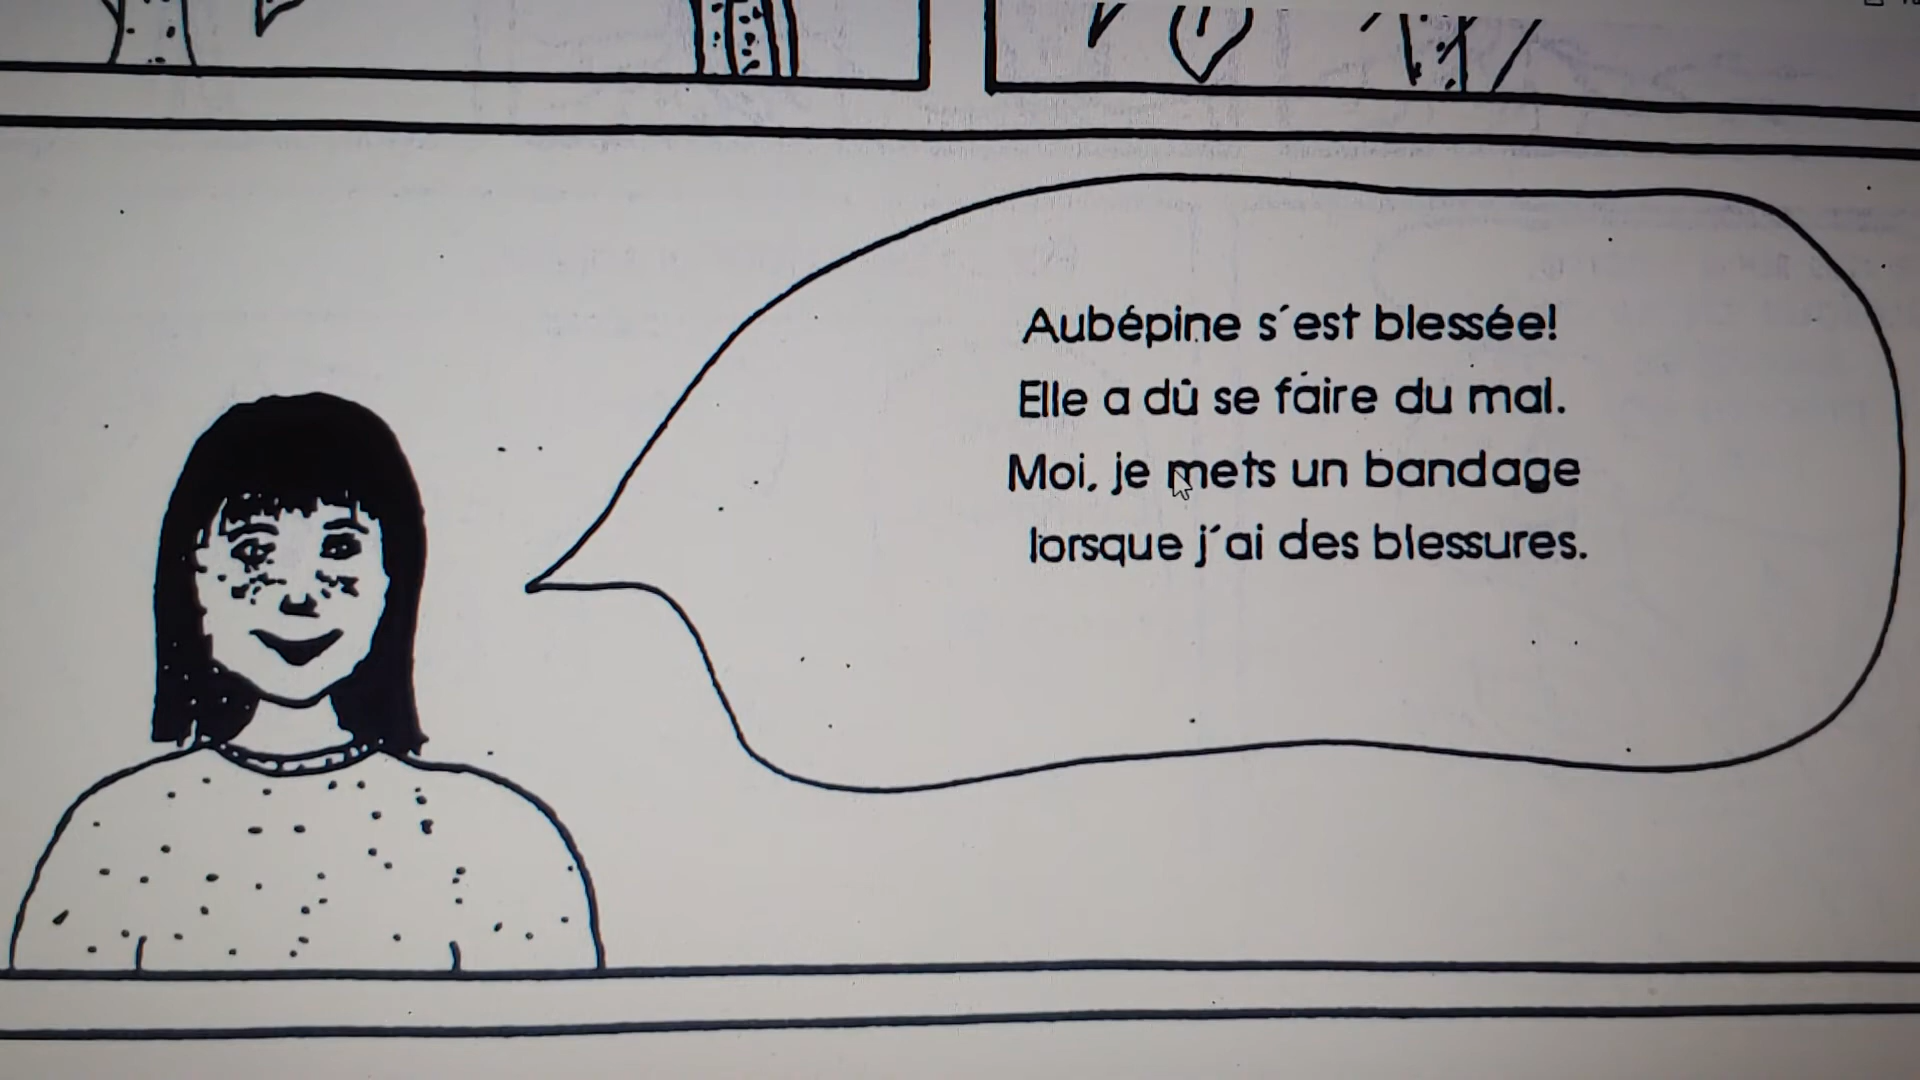 Aubépine s´est blessée!
Elle a dû se faire du mal.
Moi, je mets un bandage
lorsque j´ai des blessures.